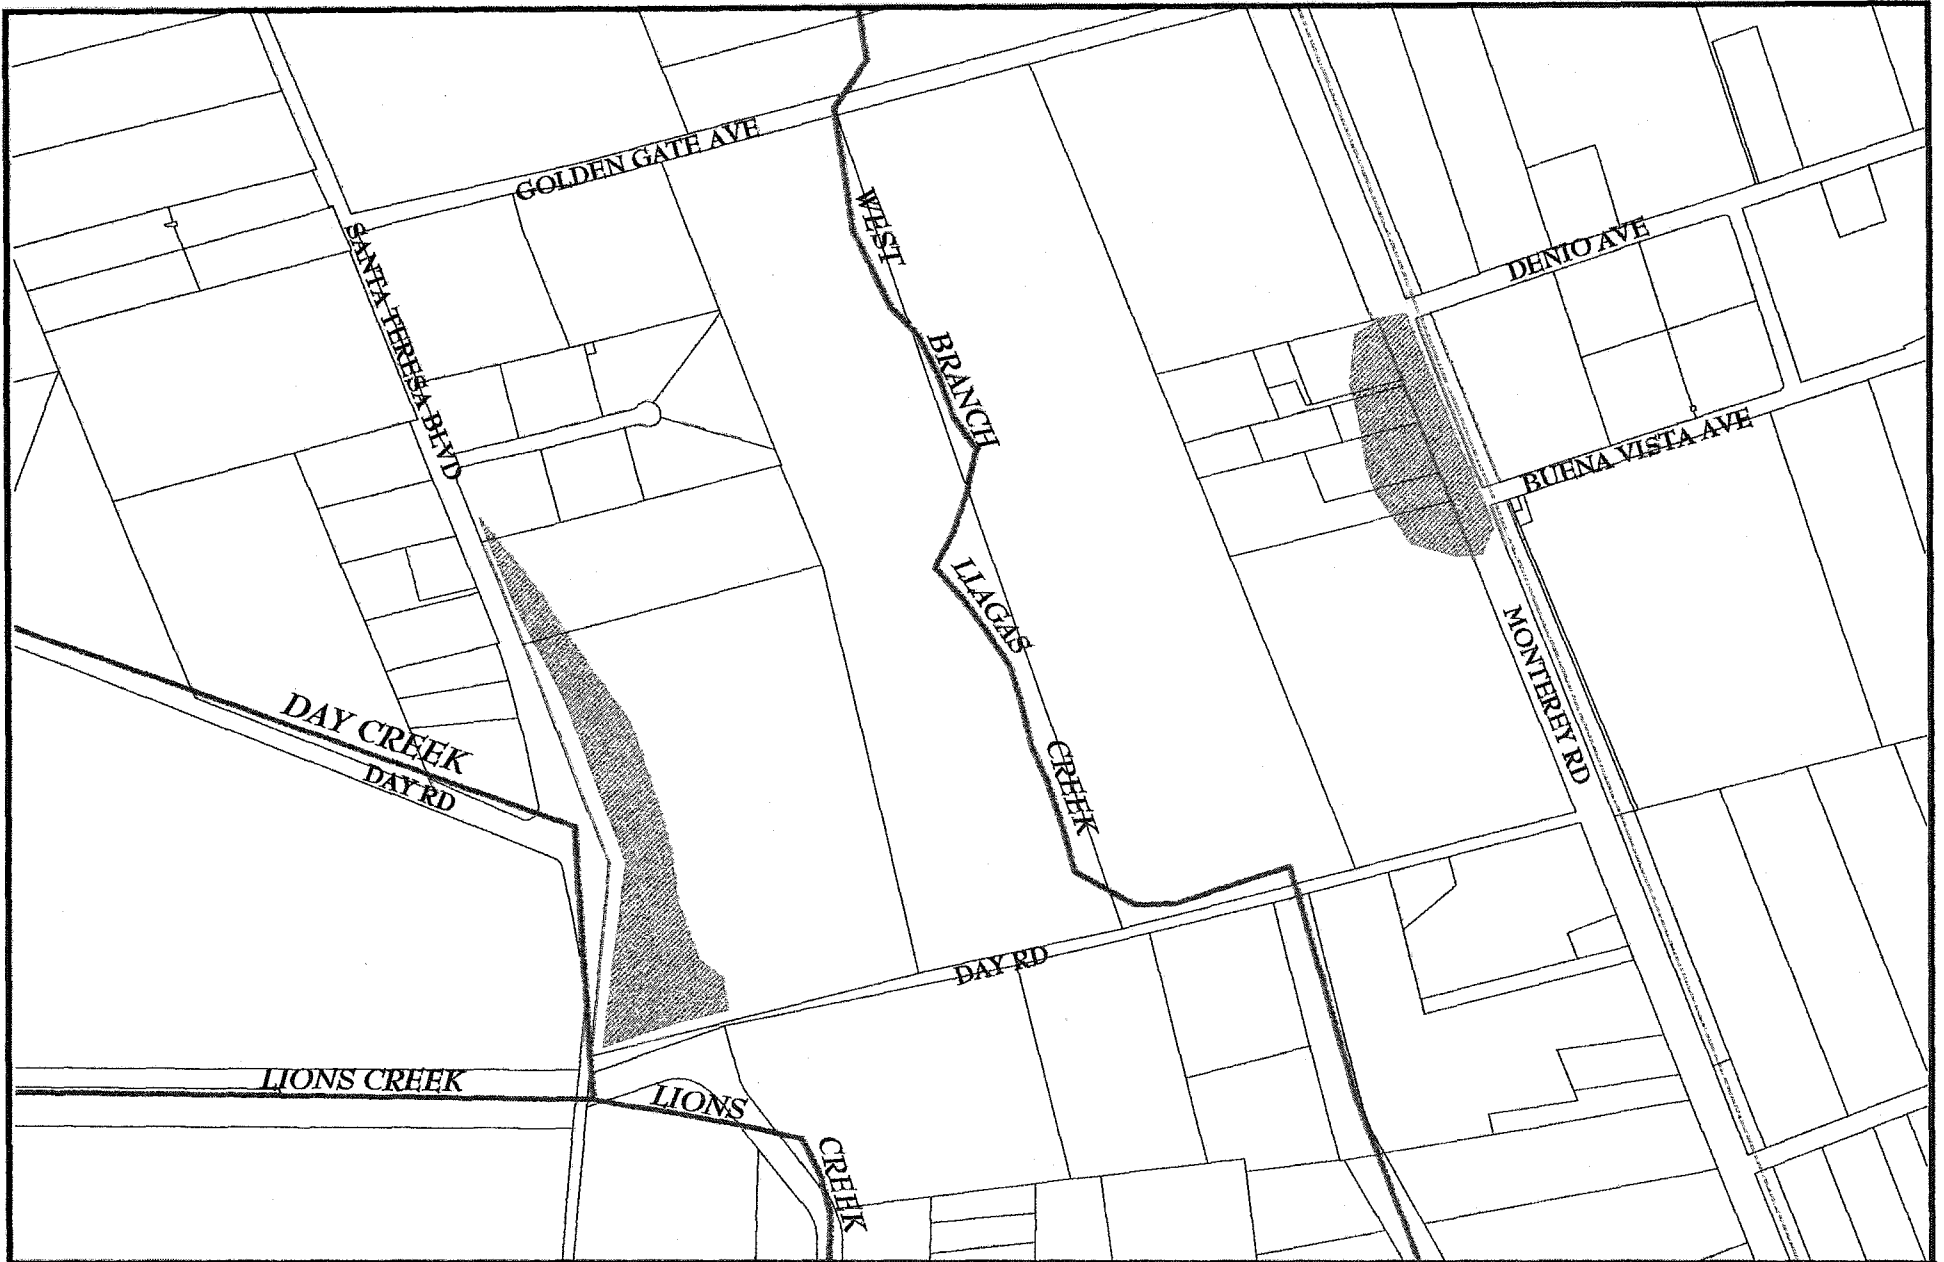 GOLDEN GATE AVE
SANTA TERESA BLVD
WEST
BRANCH
LLAGAS
CREEK
DENIO AVE
BUENA VISTA AVE
MONTEREY RD
DAY CREEK
DAY RD
DAY RD
LIONS CREEK
LIONS
CREEK